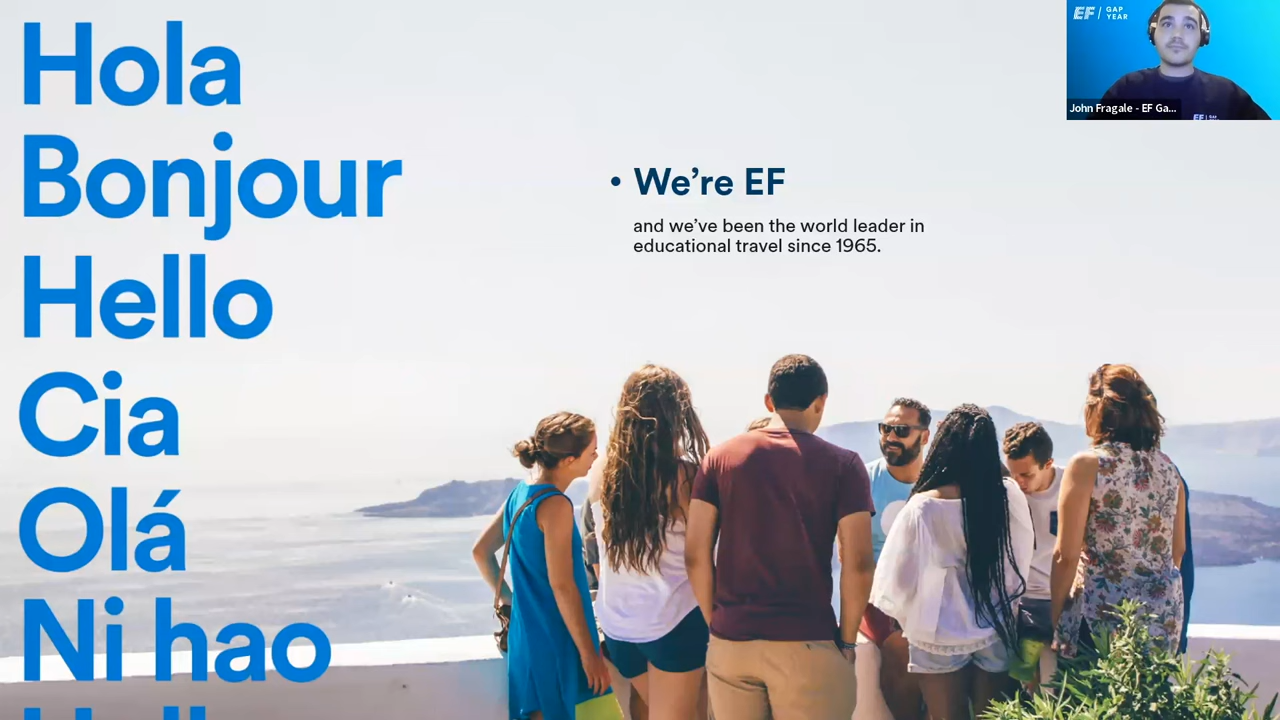 Hola
Bonjour
Hello
Cia
Olá
Ni hao
• We’re EF
and we’ve been the world leader in
educational travel since 1965.
EF | GAP
YEAR
John Fragale - EF Ga...